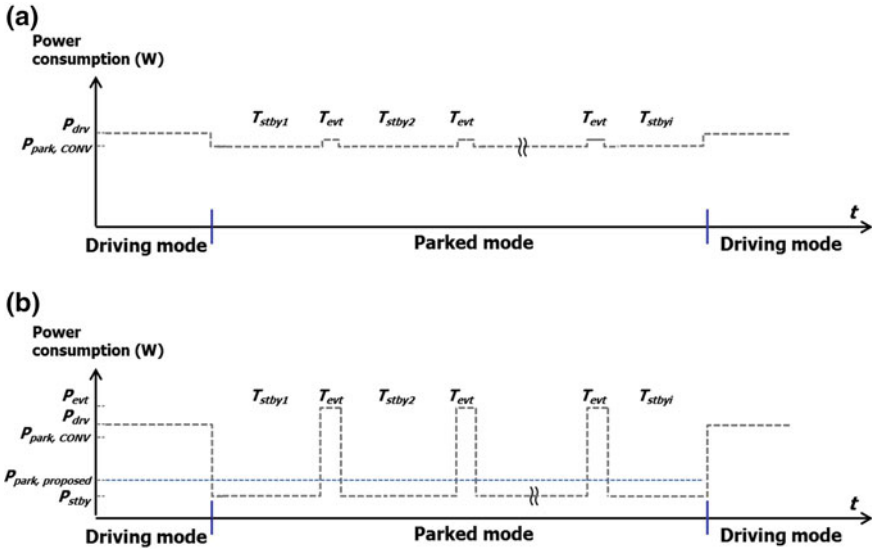 (a)
Power
consumption (W)
T_stby1 T_evt T_stby2 T_evt T_evt T_stbyi
P_drv
P_park, CONV
t
Driving mode Parked mode Driving mode
(b)
Power
consumption (W)
P_evt T_stby1 T_evt T_stby2 T_evt T_evt T_stbyi
P_drv
P_park, CONV
P_park, proposed
P_stby
t
Driving mode Parked mode Driving mode